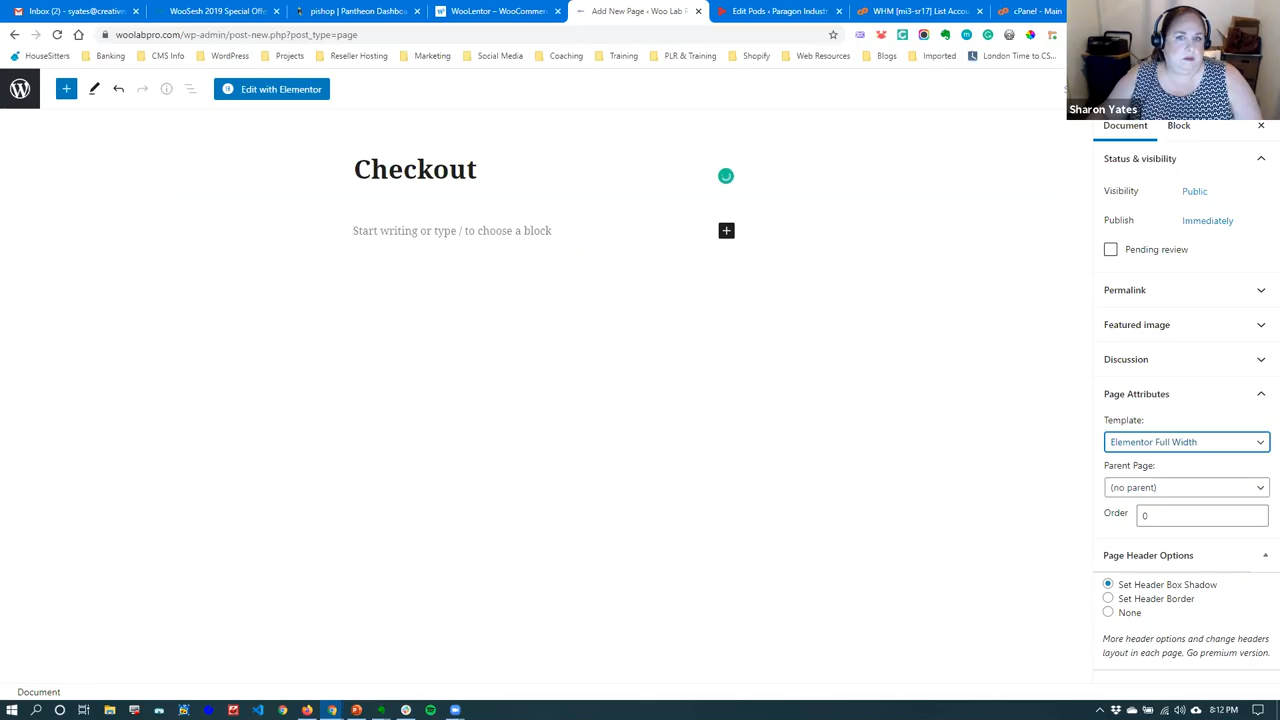 Inbox (2) - syates@creative
WooSesh 2019 Special Offe
pishop | Pantheon Dashboa
WooLentor – WooCommer
Add New Page ‹ Woo Lab P
Edit Pods ‹ Paragon Indust
WHM [mi3-sr17] List Accou
cPanel - Main
woolabpro.com/wp-admin/post-new.php?post_type=page
HouseSitters
Banking
CMS Info
WordPress
Projects
Reseller Hosting
Marketing
Social Media
Coaching
Training
PLR & Training
Shopify
Web Resources
Blogs
Imported
London Time to CS...
Edit with Elementor
Sharon Yates
Document
Block
Checkout
Start writing or type / to choose a block
Status & visibility
Visibility
Public
Publish
Immediately
Pending review
Permalink
Featured image
Discussion
Page Attributes
Template:
Elementor Full Width
Parent Page:
(no parent)
Order
0
Page Header Options
Set Header Box Shadow
Set Header Border
None
More header options and change headers
layout in each page, Go premium version.
Document
8:12 PM